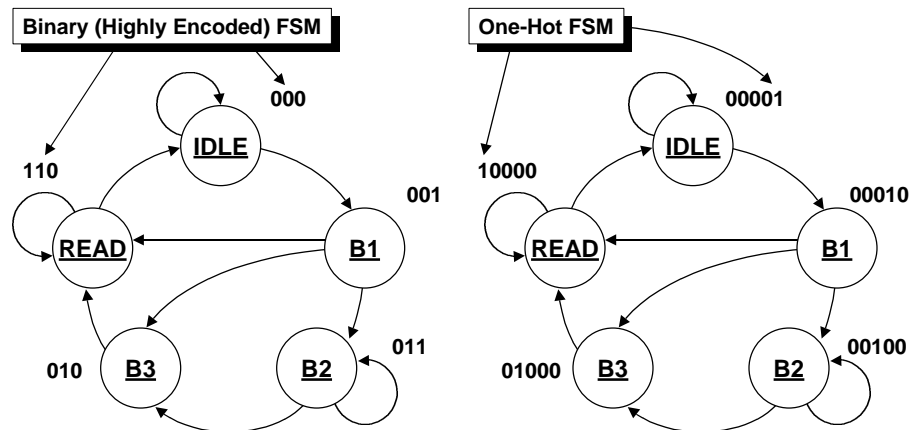 Binary (Highly Encoded) FSM
000
IDLE
110
001
READ
B1
010
B3
B2
011
One-Hot FSM
00001
IDLE
10000
00010
READ
B1
01000
B3
B2
00100